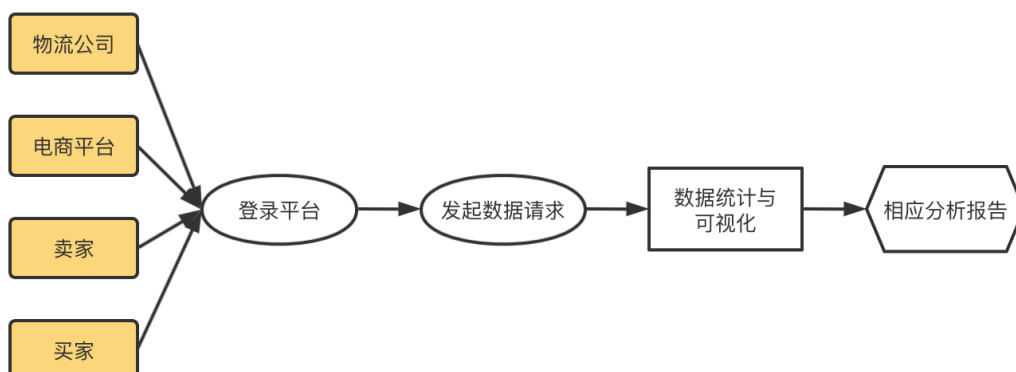 物流公司
电商平台
卖家
买家
登录平台
发起数据请求
数据统计与
可视化
相应分析报告